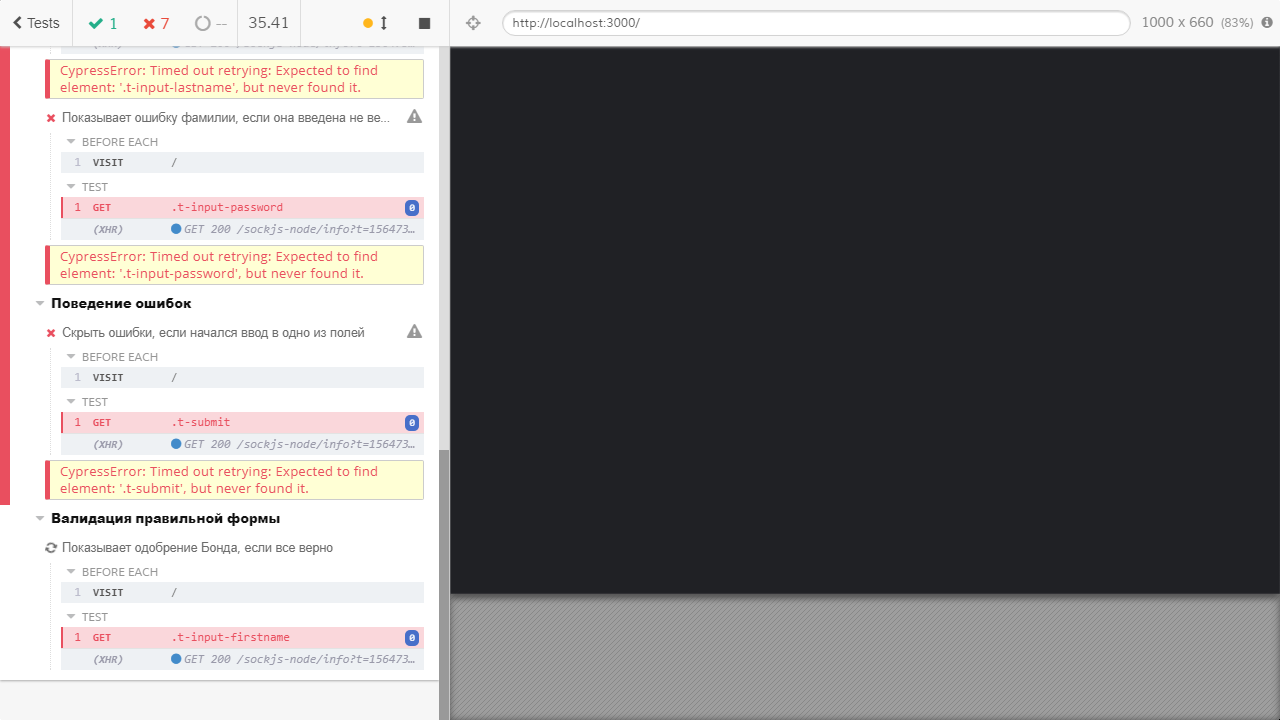 Tests 1 7 -- 35.41 http://localhost:3000/ 1000 x 660 (83%)
CypressError: Timed out retrying: Expected to find
element: '.t-input-lastname', but never found it.
Показывает ошибку фамилии, если она введена не ве...
BEFORE EACH
1 VISIT /
TEST
1 GET .t-input-password 0
(XHR) GET 200 /sockjs-node/info?t=156473...
CypressError: Timed out retrying: Expected to find
element: '.t-input-password', but never found it.
Поведение ошибок
Скрыть ошибки, если начался ввод в одно из полей
BEFORE EACH
1 VISIT /
TEST
1 GET .t-submit 0
(XHR) GET 200 /sockjs-node/info?t=156473...
CypressError: Timed out retrying: Expected to find
element: '.t-submit', but never found it.
Валидация правильной формы
Показывает одобрение Бонда, если все верно
BEFORE EACH
1 VISIT /
TEST
1 GET .t-input-firstname 0
(XHR) GET 200 /sockjs-node/info?t=156473...